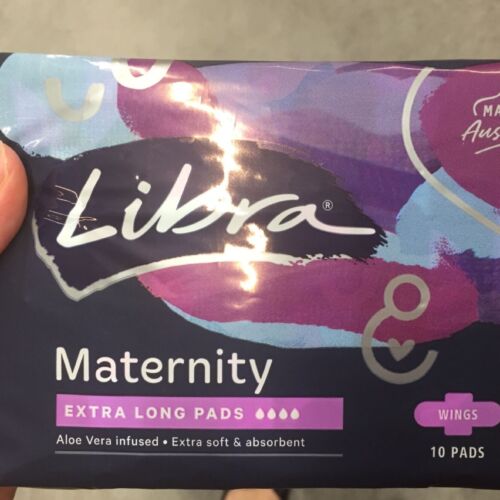 Libra®
Maternity
EXTRA LONG PADS
Aloe Vera infused • Extra soft & absorbent
WINGS
10 PADS